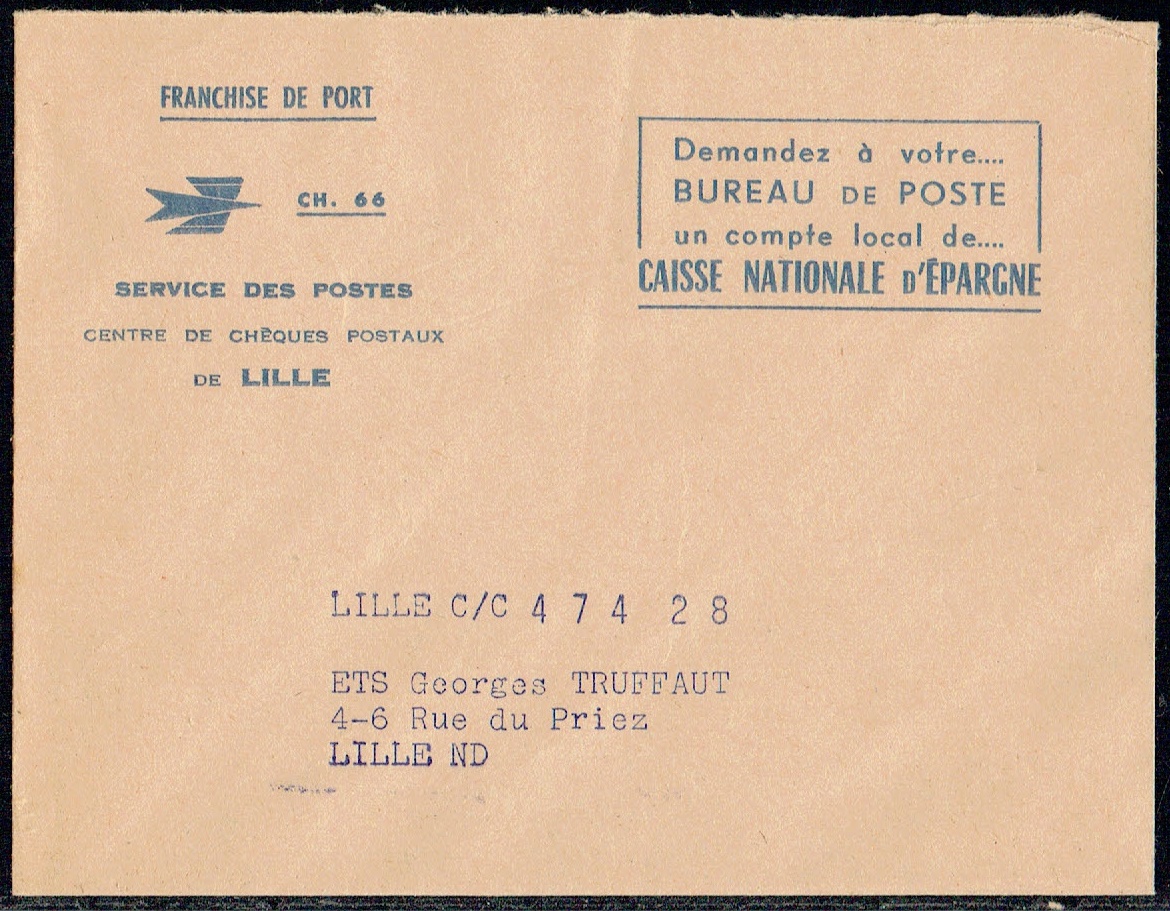 FRANCHISE DE PORT
CH. 66
SERVICE DES POSTES
CENTRE DE CHÈQUES POSTAUX
DE LILLE
Demandez à votre....
BUREAU DE POSTE
un compte local de....
CAISSE NATIONALE D'ÉPARGNE
LILLE C/C 4 7 4 2 8
ETS Georges TRUFFAUT
4-6 Rue du Priez
LILLE ND